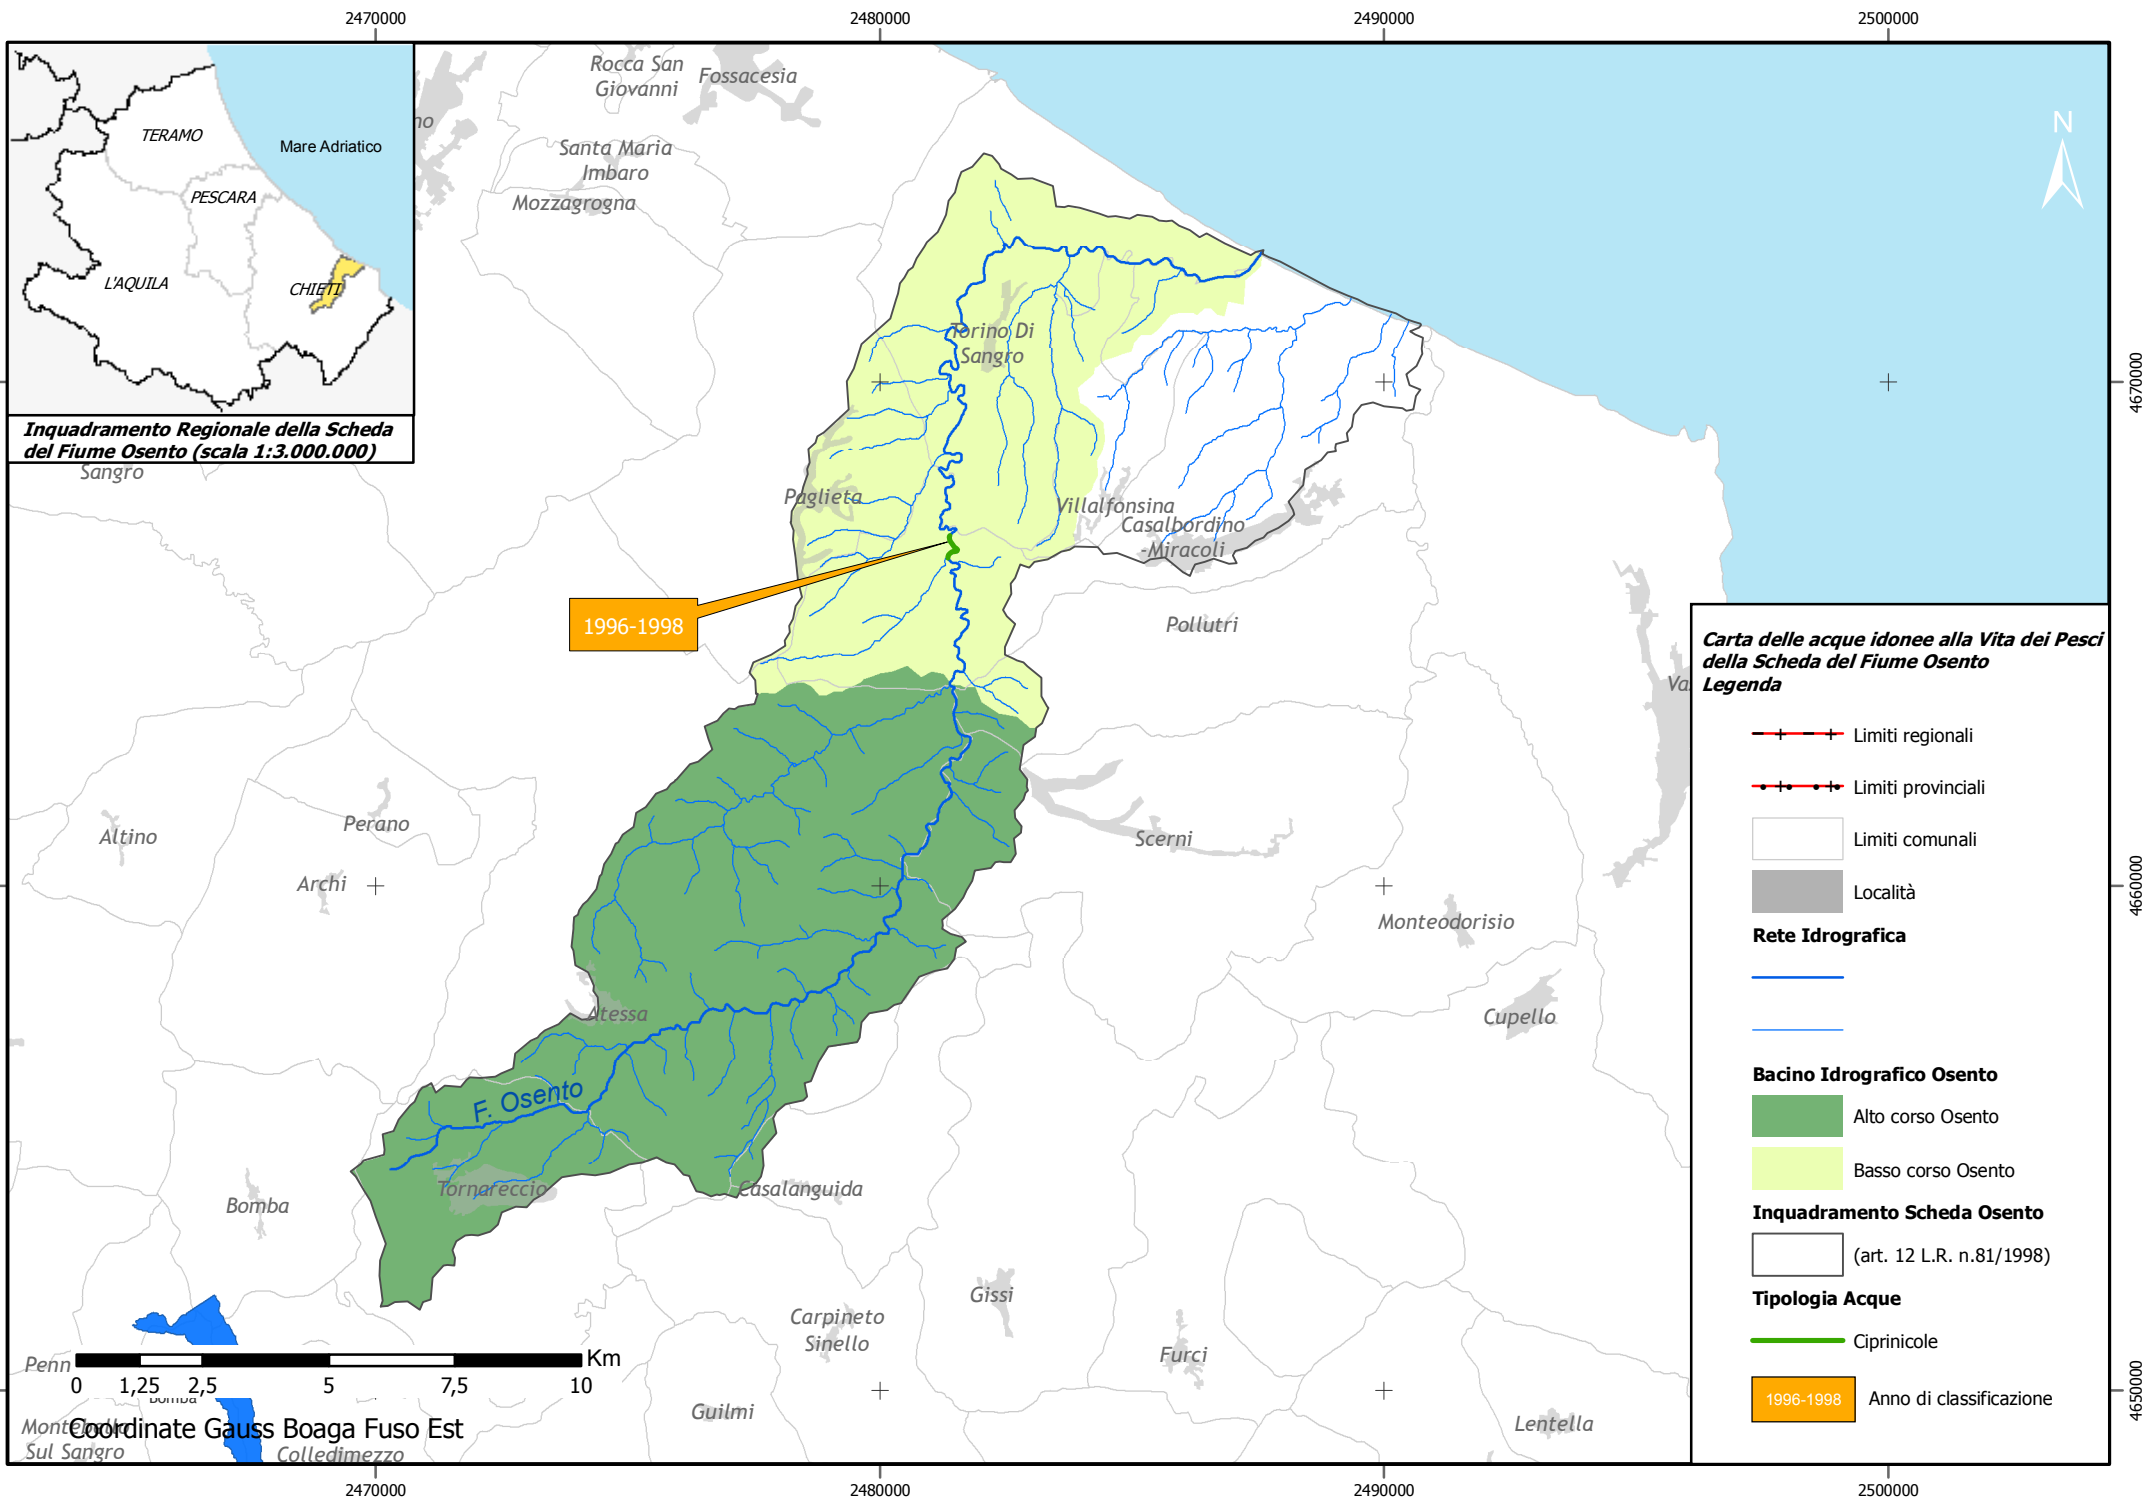 2470000
2480000
2490000
2500000
TERAMO
Mare Adriatico
PESCARA
L'AQUILA
CHIETI
Inquadramento Regionale della Scheda
del Fiume Osento (scala 1:3.000.000)
Rocca San
Giovanni
Fossacesia
no
Santa Maria
Imbaro
Mozzagrogna
N
Sangro
Torino Di
Sangro
4670000
Paglieta
Villalfonsina
Casalbordino
-Miracoli
1996-1998
Pollutri
Va
Altino
Perano
Archi
Scerni
4660000
Monteodorisio
Atessa
Cupello
F. Osento
Tornareccio
Casalanguida
Bomba
Gissi
Carpineto
Sinello
Furci
Penn
Km
0 1,25 2,5 5 7,5 10
Bomba
Guilmi
Lentella
4650000
Montebello
Sul Sangro
Coordinate Gauss Boaga Fuso Est
Colledimezzo
Carta delle acque idonee alla Vita dei Pesci
della Scheda del Fiume Osento
Legenda
Limiti regionali
Limiti provinciali
Limiti comunali
Località
Rete Idrografica
Bacino Idrografico Osento
Alto corso Osento
Basso corso Osento
Inquadramento Scheda Osento
(art. 12 L.R. n.81/1998)
Tipologia Acque
Ciprinicole
1996-1998 Anno di classificazione
2470000
2480000
2490000
2500000